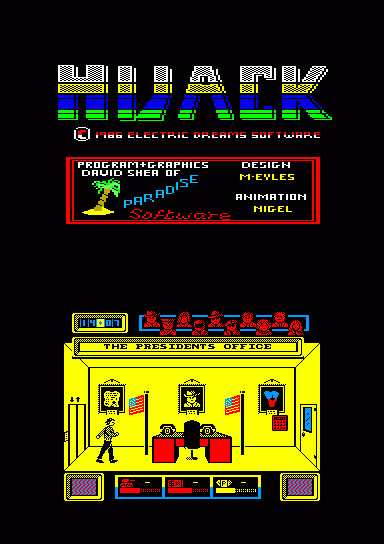 HIJACK
© 1986 ELECTRIC DREAMS SOFTWARE
PROGRAM+GRAPHICS
DAVID SHEA OF
PARADISE
Software
DESIGN
M·EYLES
ANIMATION
NIGEL
THE PRESIDENTS OFFICE